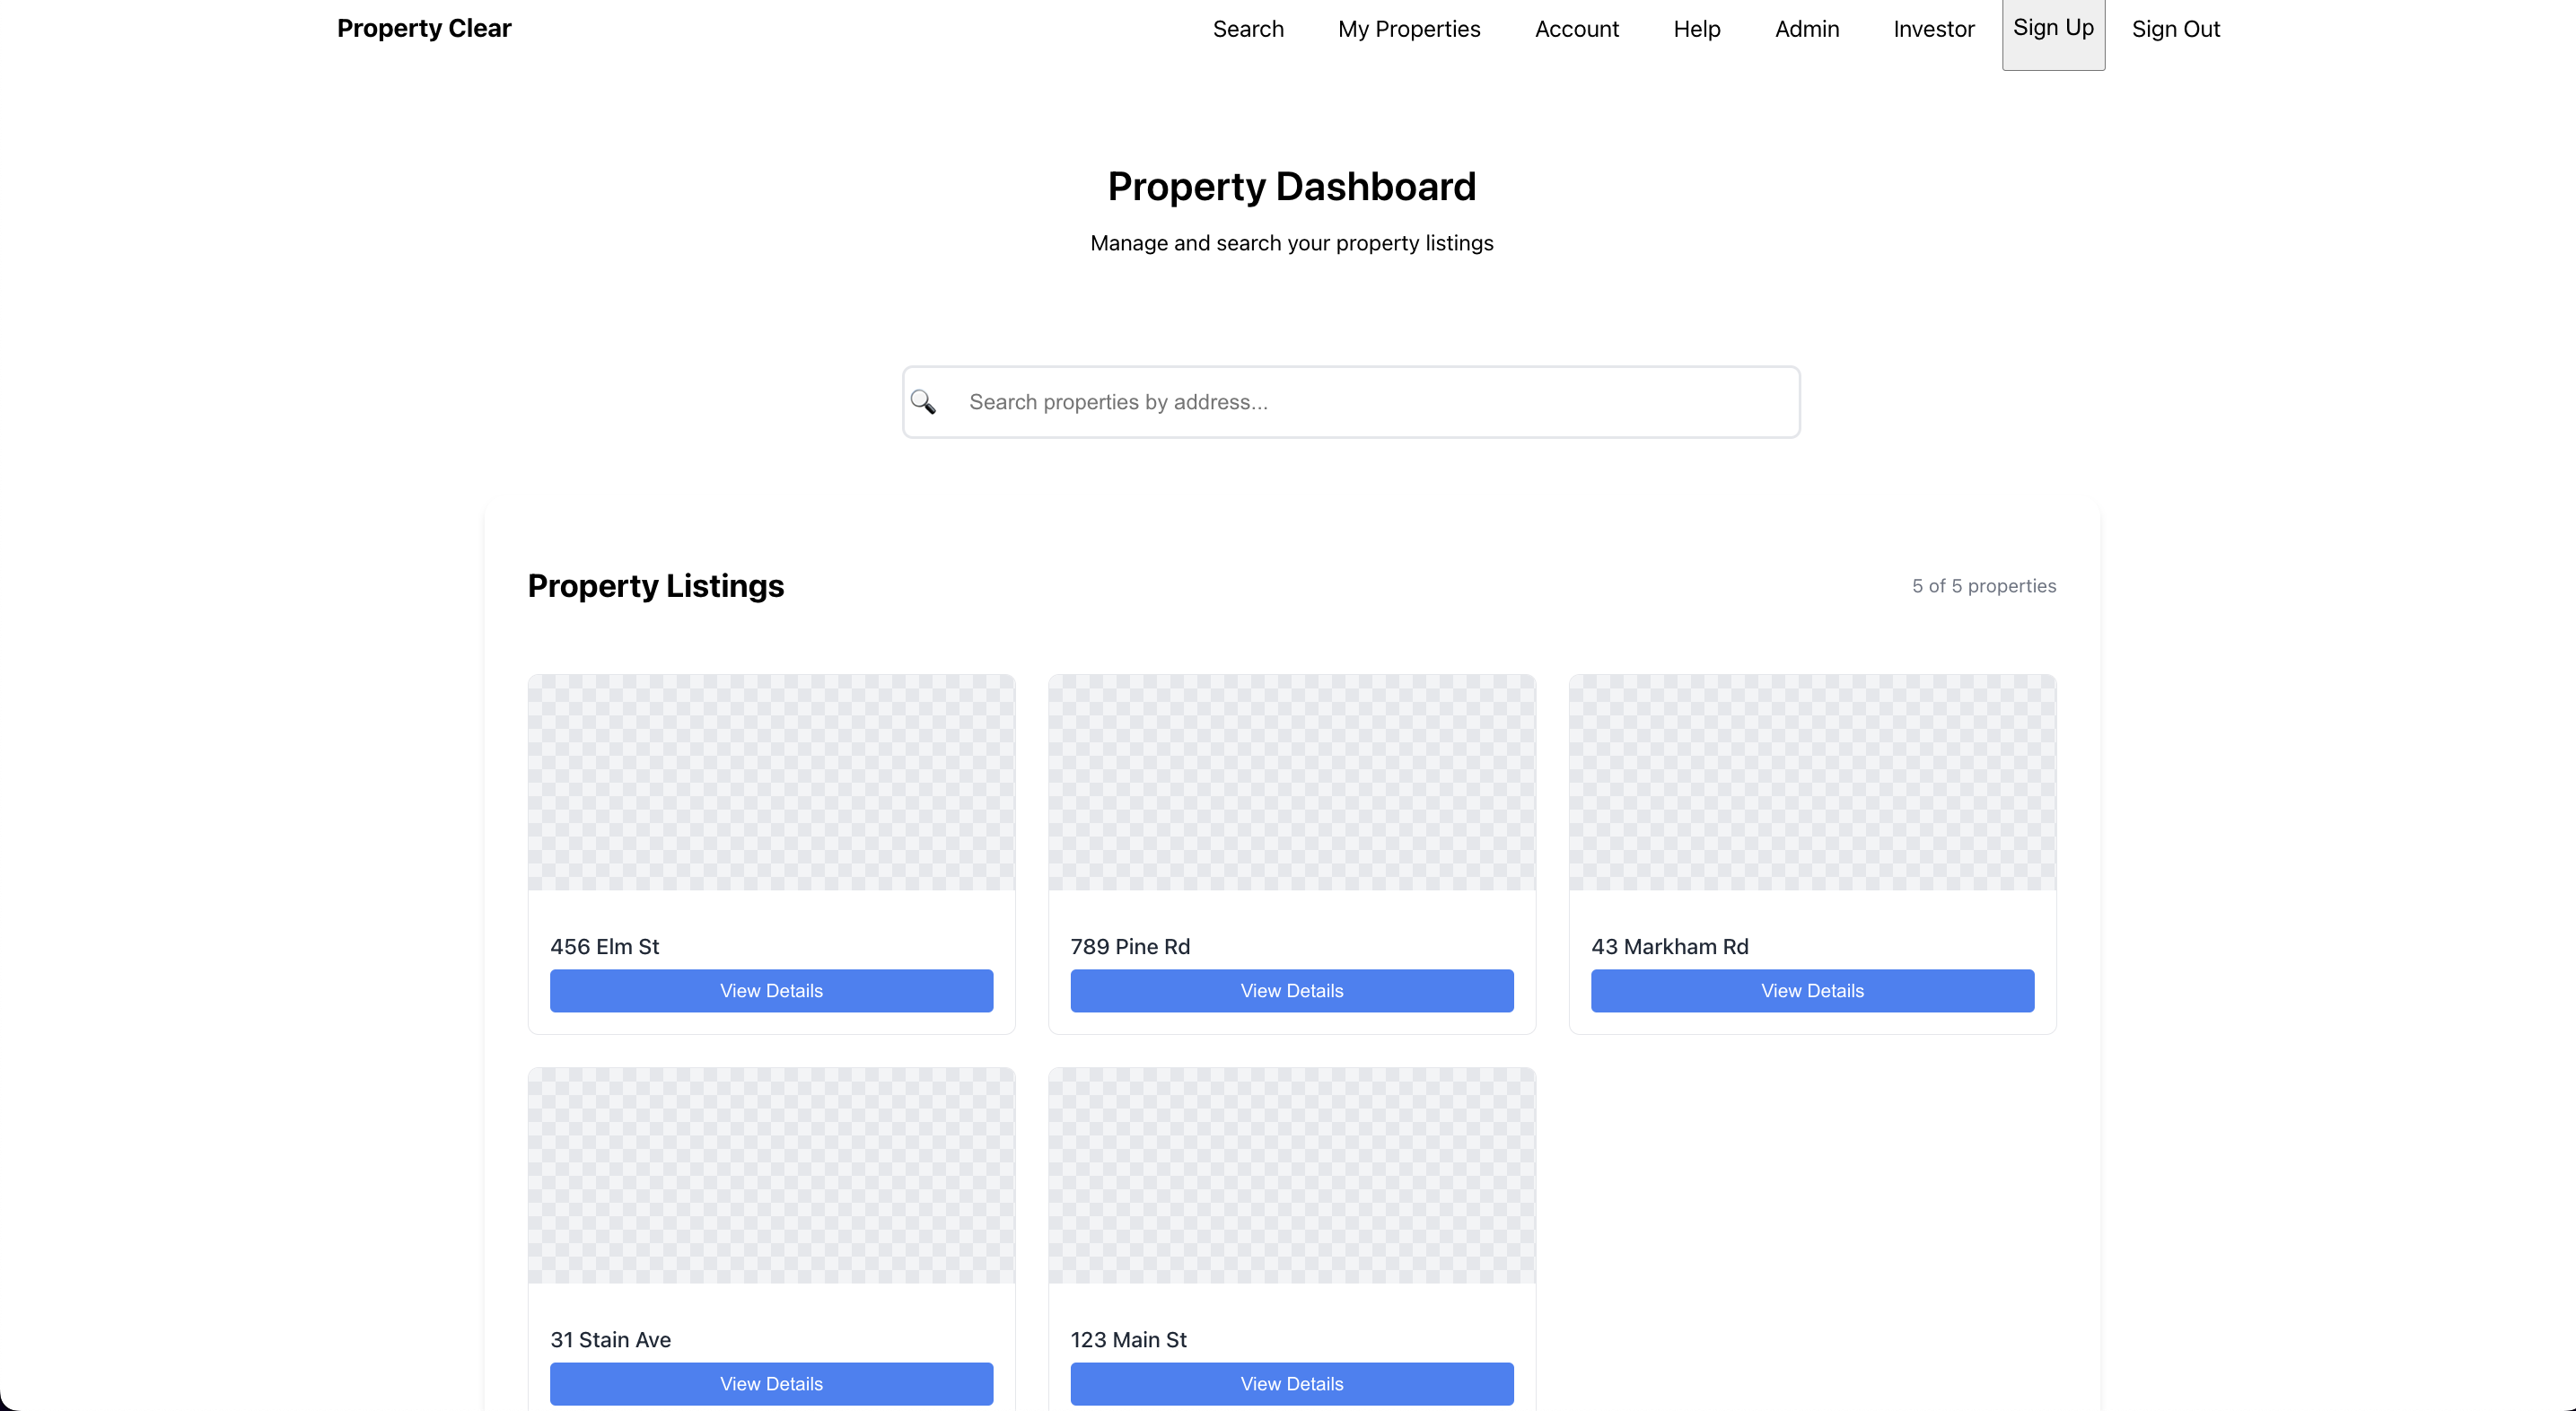 Property Clear Search My Properties Account Help Admin Investor Sign Up Sign Out
Property Dashboard
Manage and search your property listings
Search properties by address...
Property Listings 5 of 5 properties
456 Elm St 789 Pine Rd 43 Markham Rd
View Details View Details View Details
31 Stain Ave 123 Main St
View Details View Details